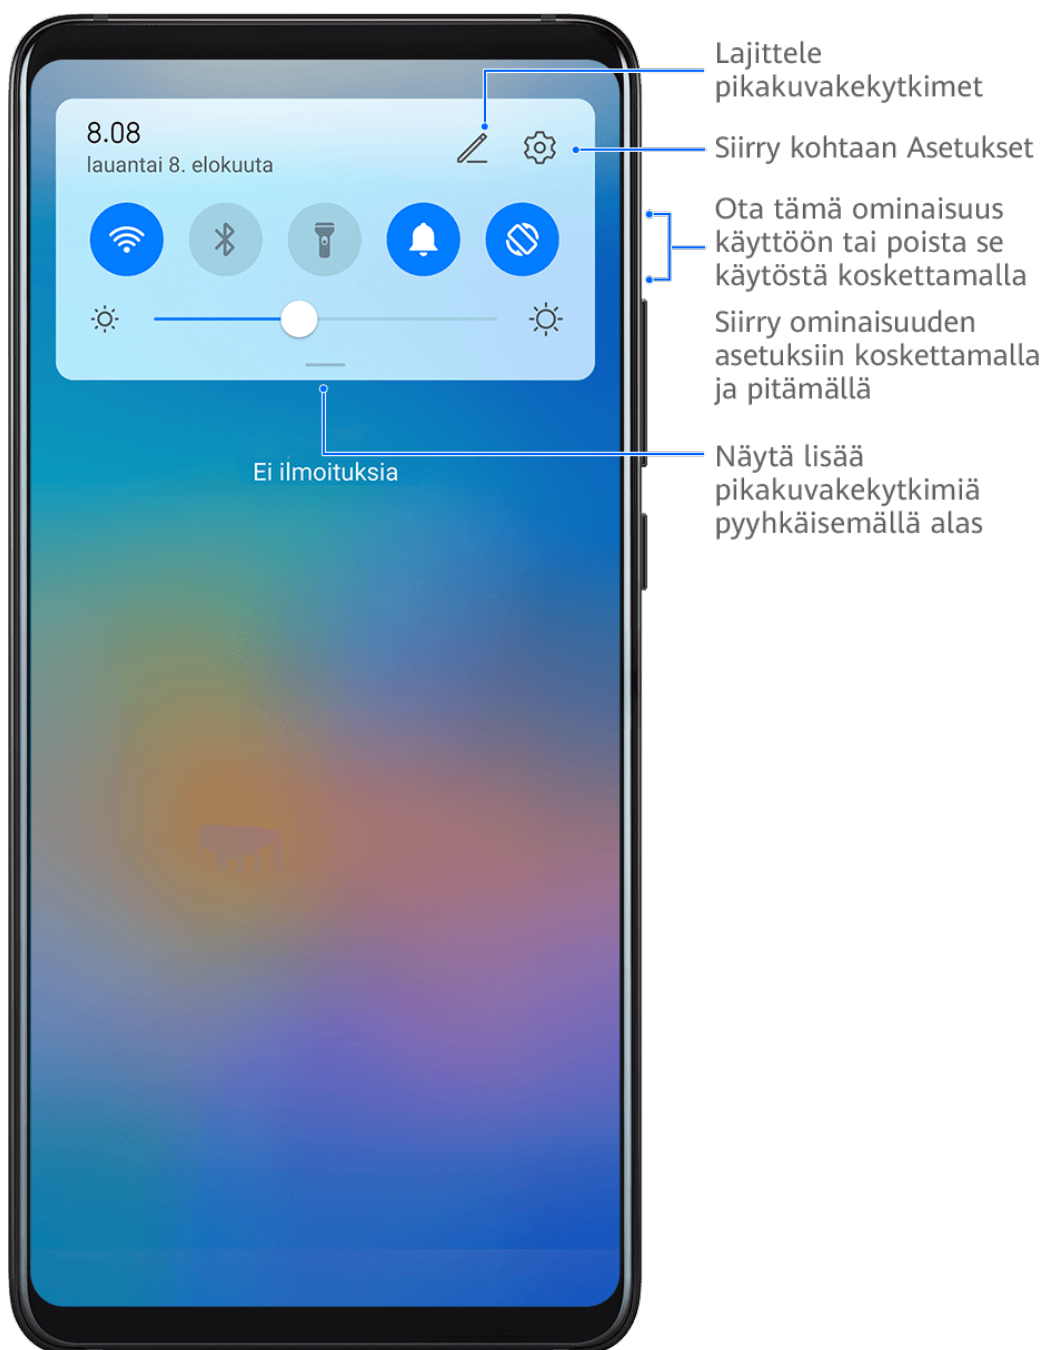 8.08
lauantai 8. elokuuta
Ei ilmoituksia
Lajittele
pikakuvakekytkimet
Siirry kohtaan Asetukset
Ota tämä ominaisuus
käyttöön tai poista se
käytöstä koskettamalla
Siirry ominaisuuden
asetuksiin koskettamalla
ja pitämällä
Näytä lisää
pikakuvakekytkimiä
pyyhkäisemällä alas